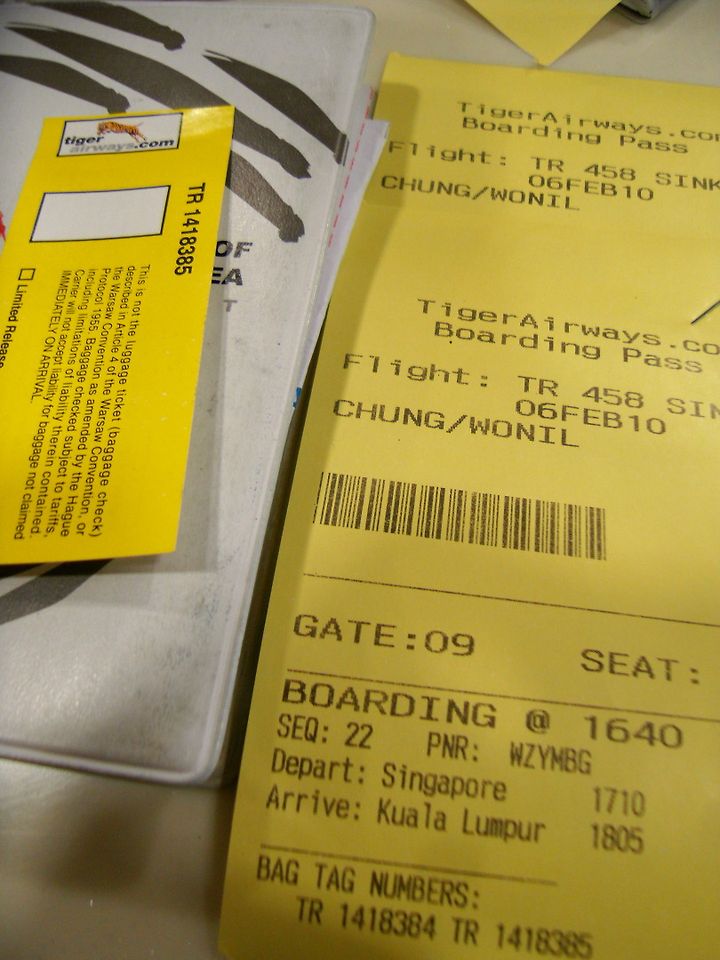 tiger
airways.com
TR 1418385
This is not the luggage ticket (baggage check)
described in Article 4 of the Warsaw Convention, or
the Warsaw Convention as amended by the Hague
Protocol 1955. Baggage checked subject to tariffs,
including limitations of liability therein contained.
Carrier will not accept liability for baggage not claimed
IMMEDIATELY ON ARRIVAL.
Limited Release
OF
EA
T
TigerAirways.co
Boarding Pass
Flight: TR 458 SINK
06FEB10
CHUNG/WONIL
TigerAirways.co
Boarding Pass
Flight: TR 458 SIN
06FEB10
CHUNG/WONIL
GATE:09 SEAT:
BOARDING @ 1640
SEQ: 22 PNR: WZYMBG
Depart: Singapore 1710
Arrive: Kuala Lumpur 1805
BAG TAG NUMBERS:
TR 1418384 TR 1418385